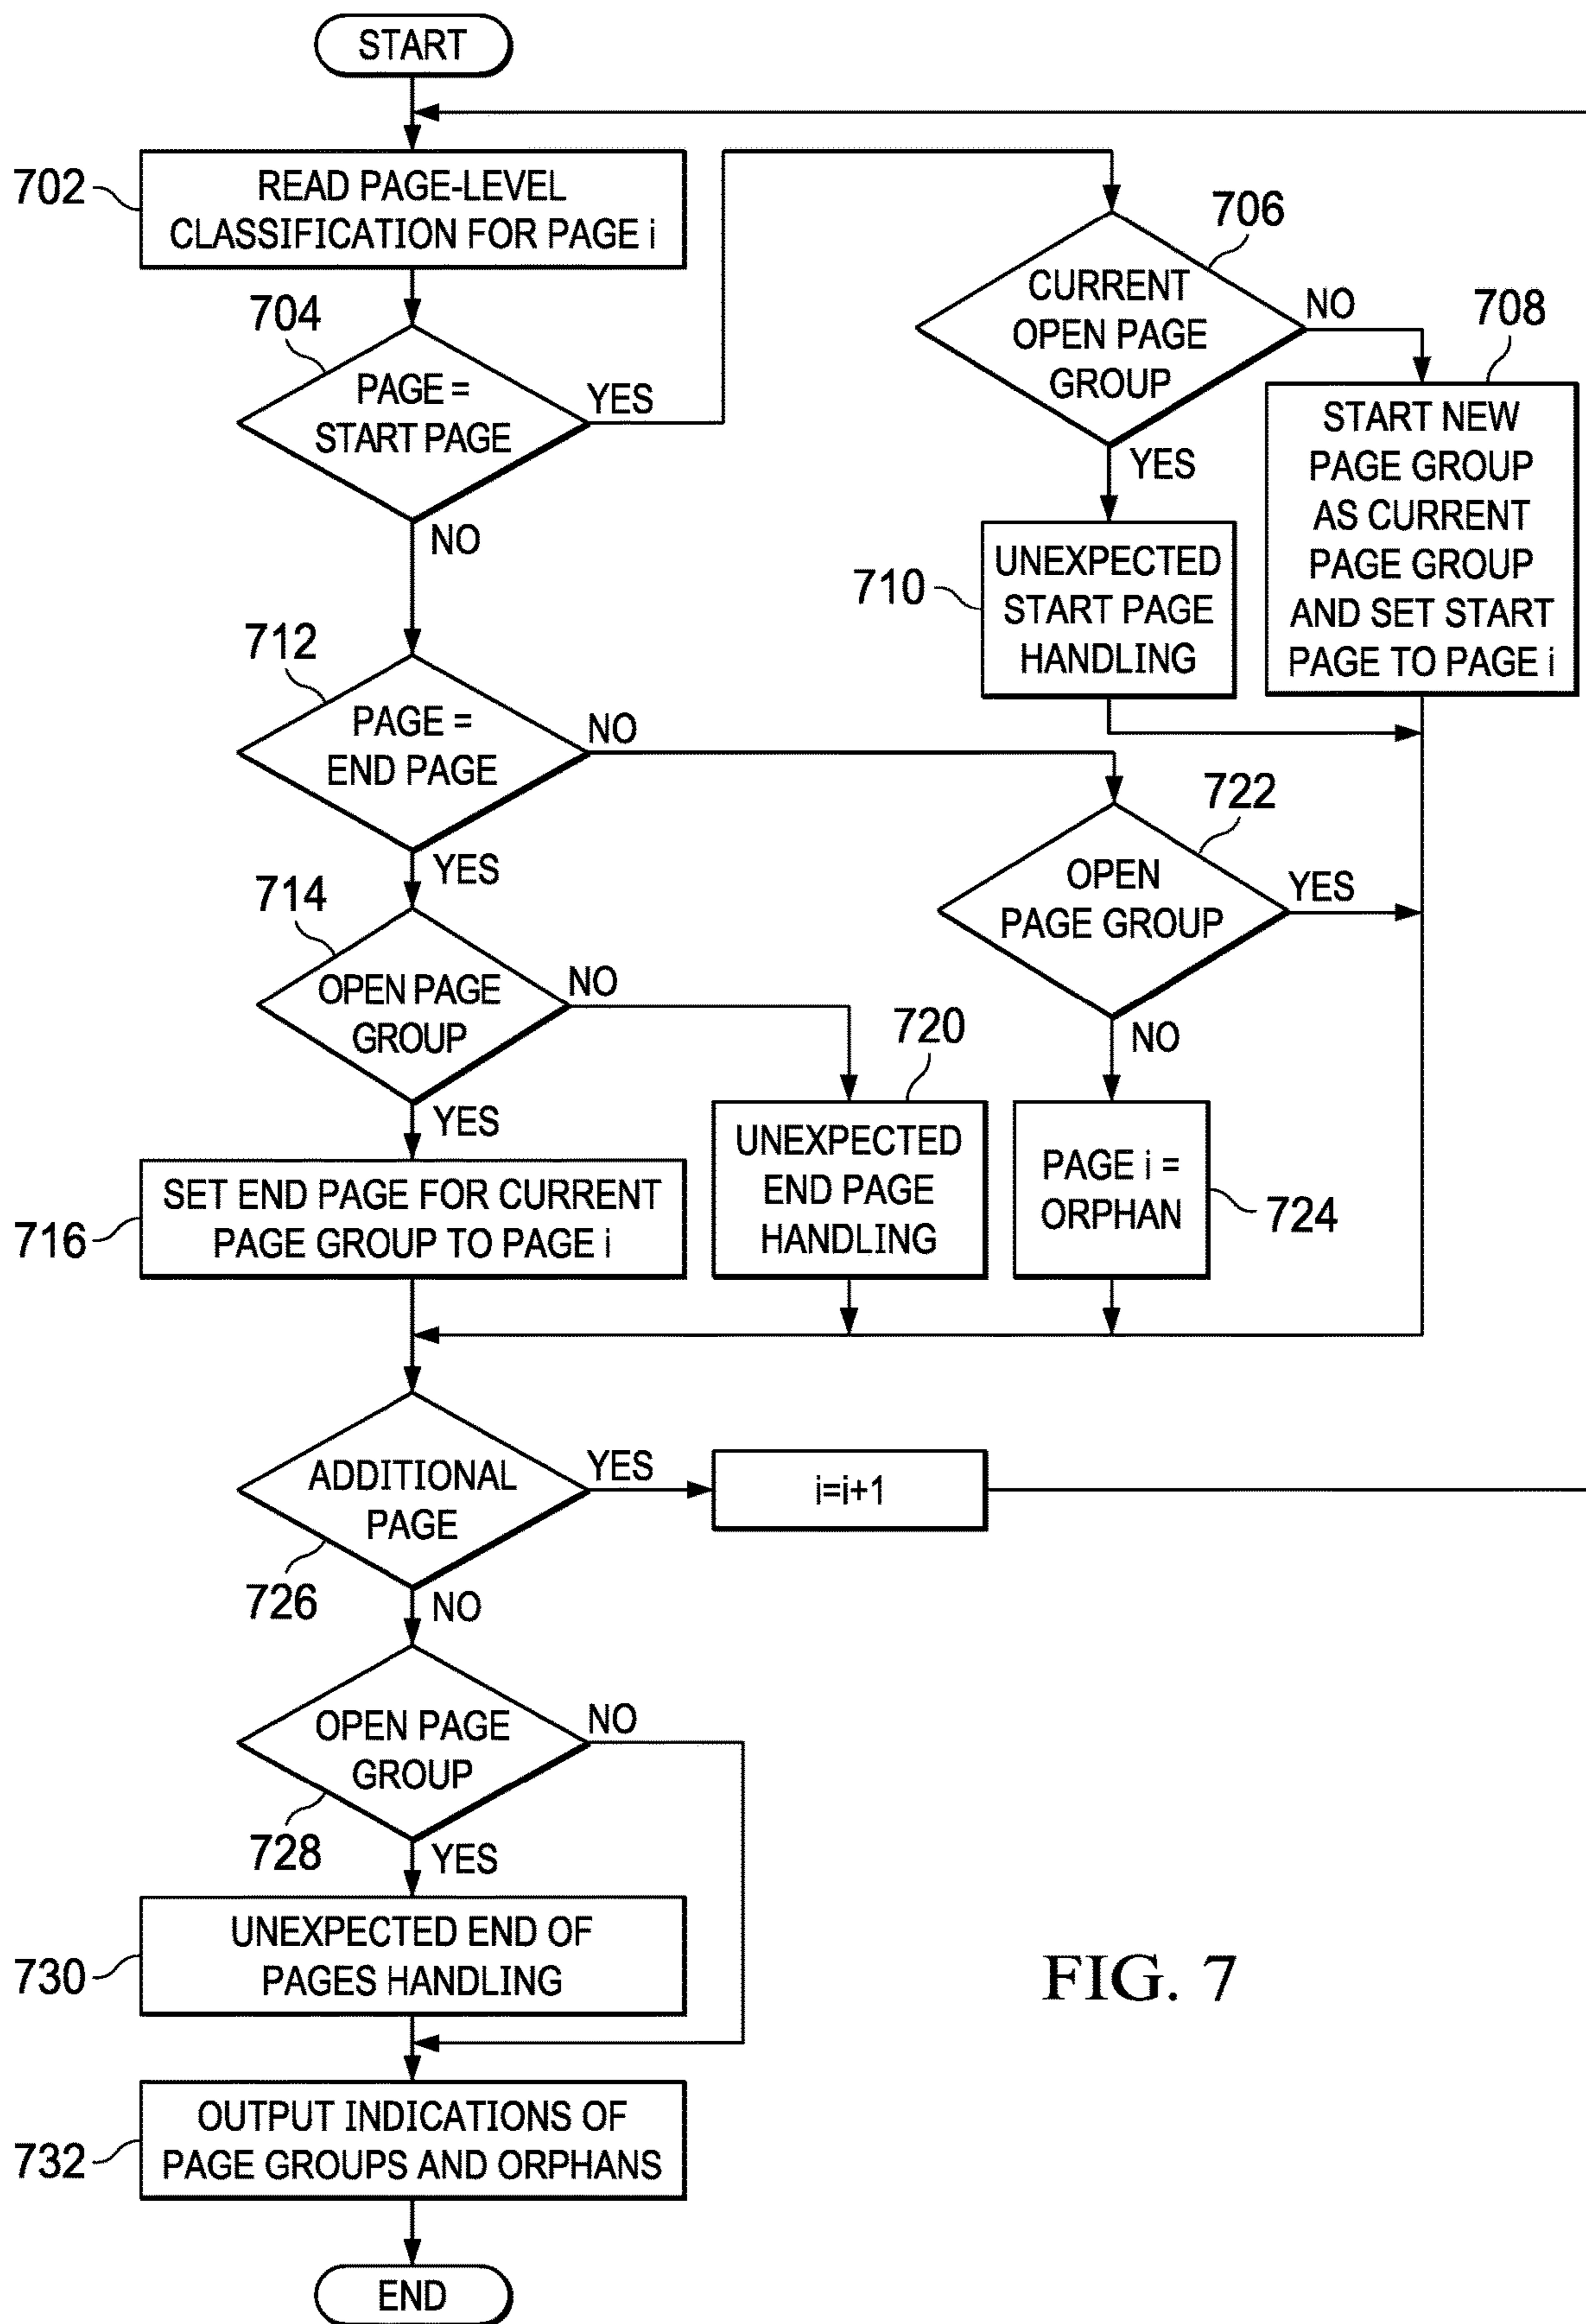 START
702
READ PAGE-LEVEL
CLASSIFICATION FOR PAGE i
704
PAGE =
START PAGE
YES
NO
706
CURRENT
OPEN PAGE
GROUP
NO
YES
708
START NEW
PAGE GROUP
AS CURRENT
PAGE GROUP
AND SET START
PAGE TO PAGE i
710
UNEXPECTED
START PAGE
HANDLING
712
PAGE =
END PAGE
NO
YES
722
OPEN
PAGE GROUP
YES
NO
714
OPEN PAGE
GROUP
NO
YES
720
UNEXPECTED
END PAGE
HANDLING
PAGE i =
ORPHAN
724
716
SET END PAGE FOR CURRENT
PAGE GROUP TO PAGE i
ADDITIONAL
PAGE
YES
i=i+1
726
NO
OPEN PAGE
GROUP
NO
728
YES
730
UNEXPECTED END OF
PAGES HANDLING
FIG. 7
732
OUTPUT INDICATIONS OF
PAGE GROUPS AND ORPHANS
END